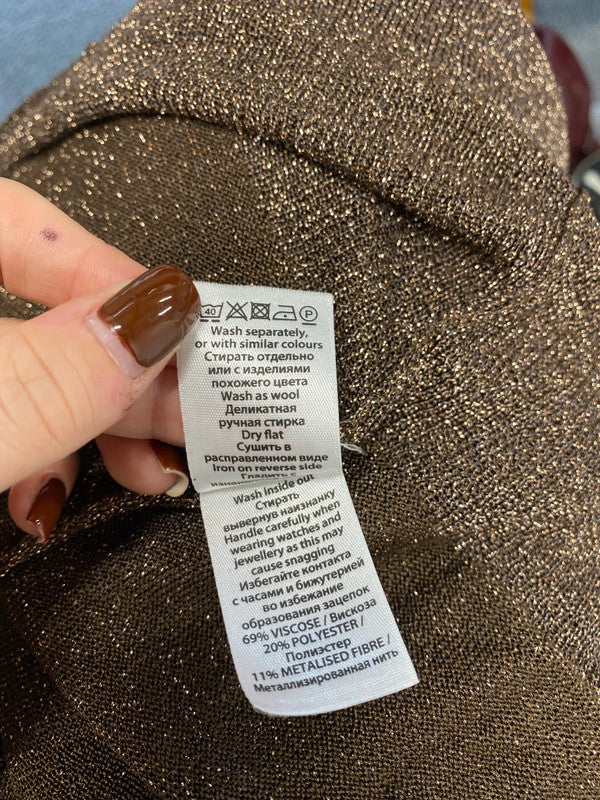 40 P
Wash separately,
or with similar colours
Стирать отдельно
или с изделиями
похожего цвета
Wash as wool
Деликатная
ручная стирка
Dry flat
Сушить в
расправленном виде
Iron on reverse side
Гладить с
Wash inside out
Стирать
вывернув наизнанку
Handle carefully when
wearing watches and
jewellery as this may
cause snagging
Избегайте контакта
с часами и бижутерией
во избежание
образования зацепок
69% VISCOSE / Вискоза
20% POLYESTER /
Полиэстер
11% METALISED FIBRE /
Металлизированная нить